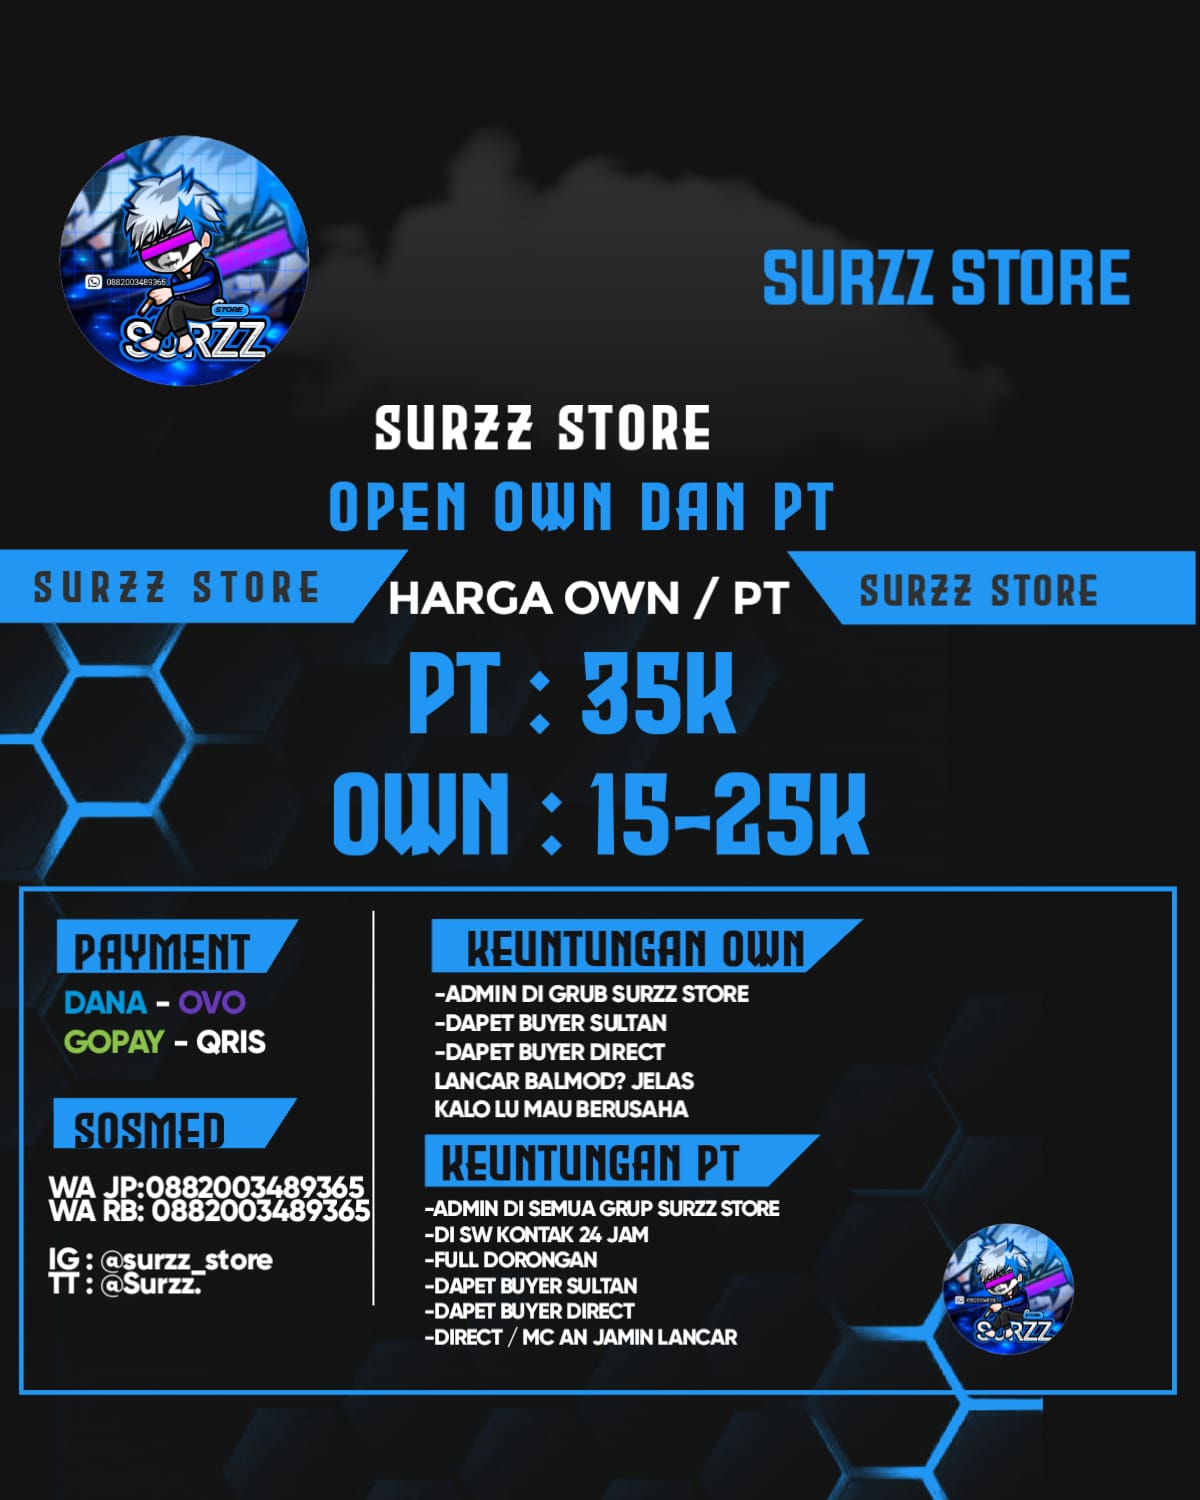 0882003489365
STORE
SURZZ
SURZZ STORE
SURZZ STORE
OPEN OWN DAN PT
SURZZ STORE
HARGA OWN / PT
SURZZ STORE
PT : 35K
OWN : 15-25K
PAYMENT
DANA - OVO
GOPAY - QRIS
SOSMED
WA JP:0882003489365
WA RB: 0882003489365
IG : @surzz_store
TT : @Surzz.
KEUNTUNGAN OWN
-ADMIN DI GRUB SURZZ STORE
-DAPET BUYER SULTAN
-DAPET BUYER DIRECT
LANCAR BALMOD? JELAS
KALO LU MAU BERUSAHA
KEUNTUNGAN PT
-ADMIN DI SEMUA GRUP SURZZ STORE
-DI SW KONTAK 24 JAM
-FULL DORONGAN
-DAPET BUYER SULTAN
-DAPET BUYER DIRECT
-DIRECT / MC AN JAMIN LANCAR
SURZZ